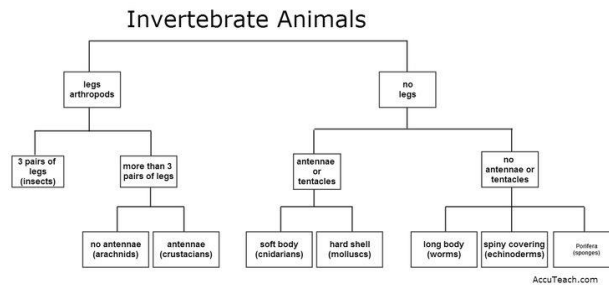 Invertebrate Animals
legs
arthropods
no
legs
3 pairs of
legs
(insects)
more than 3
pairs of legs
antennae
or
tentacles
no
antennae or
tentacles
no antennae
(arachnids)
antennae
(crustacians)
soft body
(cnidarians)
hard shell
(molluscs)
long body
(worms)
spiny covering
(echinoderms)
Porifera
(sponges)
AccuTeach.com